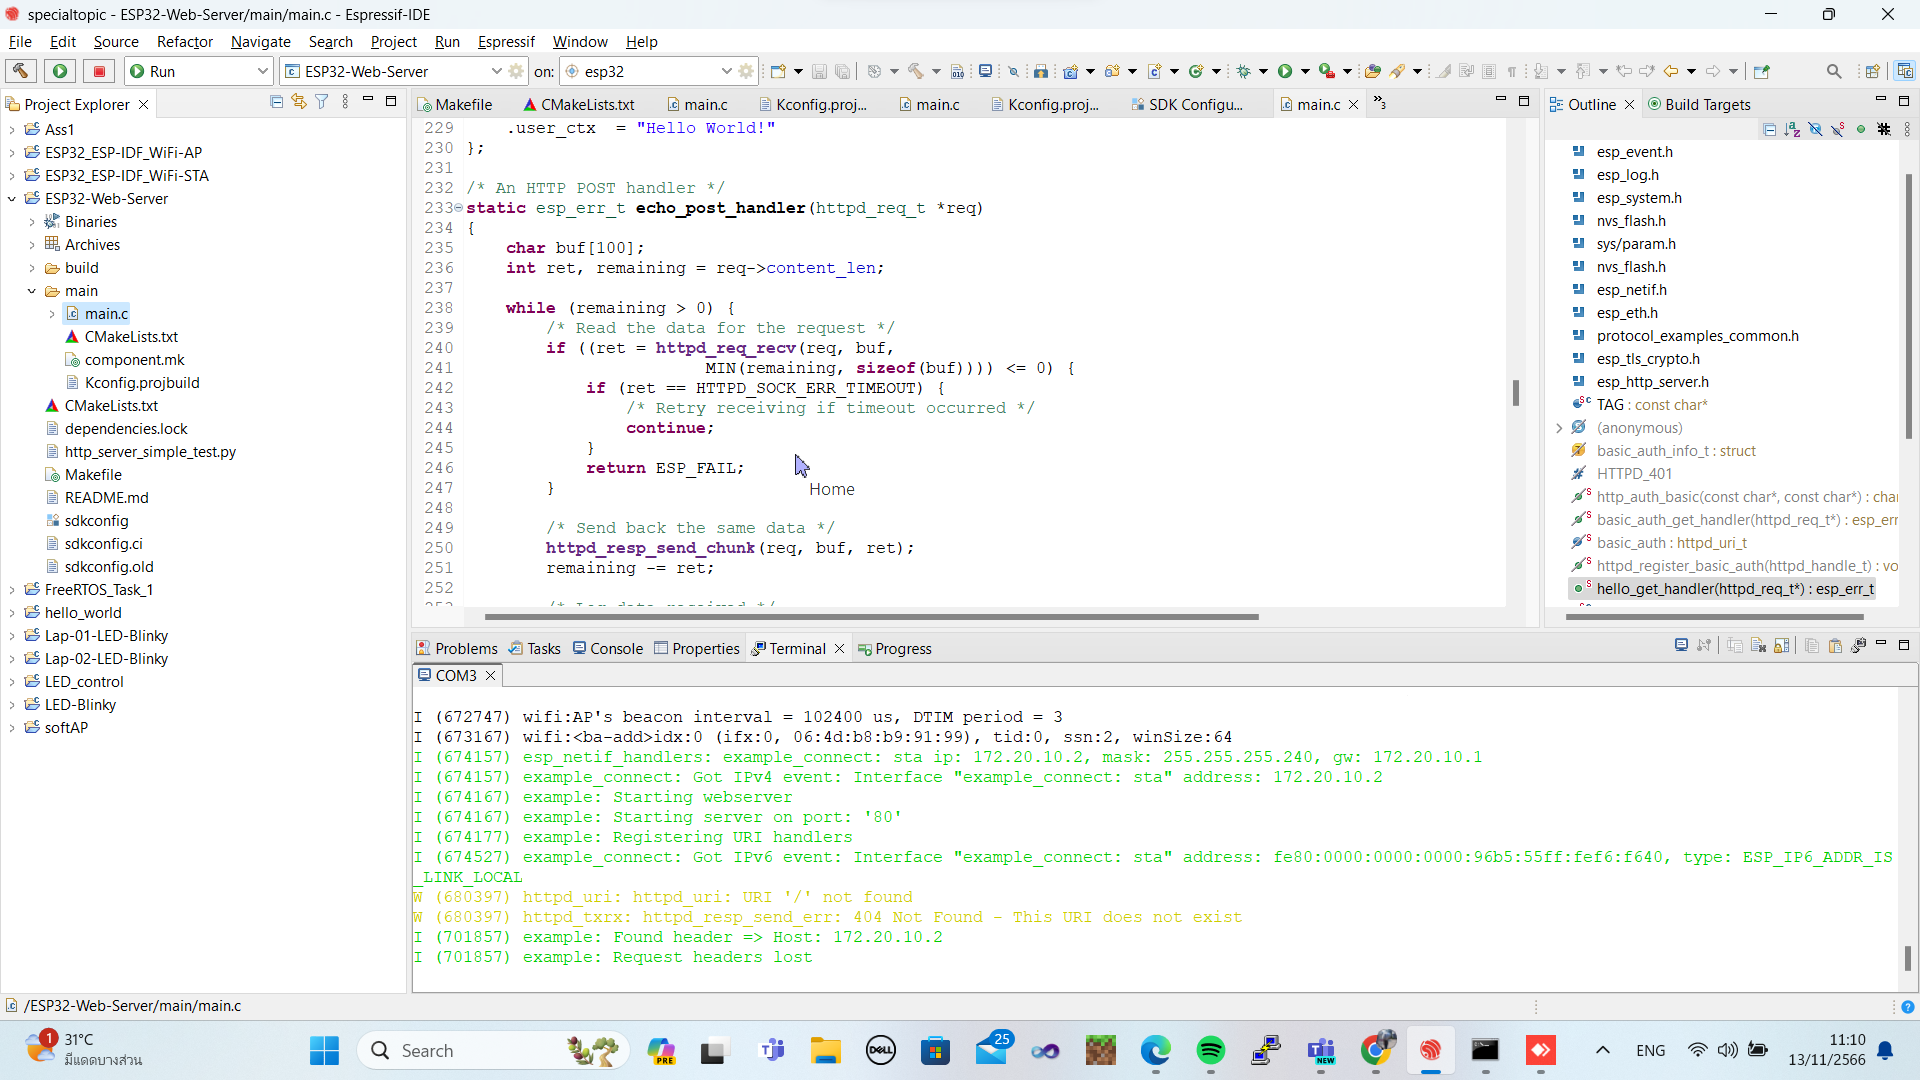 specialtopic - ESP32-Web-Server/main/main.c - Espressif-IDE
File Edit Source Refactor Navigate Search Project Run Espressif Window Help
Run ESP32-Web-Server on: esp32
Project Explorer
Ass1
ESP32_ESP-IDF_WiFi-AP
ESP32_ESP-IDF_WiFi-STA
ESP32-Web-Server
Binaries
Archives
build
main
main.c
CMakeLists.txt
component.mk
Kconfig.projbuild
CMakeLists.txt
dependencies.lock
http_server_simple_test.py
Makefile
README.md
sdkconfig
sdkconfig.ci
sdkconfig.old
FreeRTOS_Task_1
hello_world
Lap-01-LED-Blinky
Lap-02-LED-Blinky
LED_control
LED-Blinky
softAP
Makefile CMakeLists.txt main.c Kconfig.proj... main.c Kconfig.proj... SDK Configu... main.c »3
229 .user_ctx = "Hello World!"
230 };
231
232 /* An HTTP POST handler */
233 static esp_err_t echo_post_handler(httpd_req_t *req)
234 {
235 char buf[100];
236 int ret, remaining = req->content_len;
237
238 while (remaining > 0) {
239 /* Read the data for the request */
240 if ((ret = httpd_req_recv(req, buf,
241 MIN(remaining, sizeof(buf)))) <= 0) {
242 if (ret == HTTPD_SOCK_ERR_TIMEOUT) {
243 /* Retry receiving if timeout occurred */
244 continue;
245 }
246 return ESP_FAIL;
247 }
Home
248
249 /* Send back the same data */
250 httpd_resp_send_chunk(req, buf, ret);
251 remaining -= ret;
252
Outline Build Targets
esp_event.h
esp_log.h
esp_system.h
nvs_flash.h
sys/param.h
nvs_flash.h
esp_netif.h
esp_eth.h
protocol_examples_common.h
esp_tls_crypto.h
esp_http_server.h
TAG : const char*
(anonymous)
basic_auth_info_t : struct
HTTPD_401
http_auth_basic(const char*, const char*) : cha
basic_auth_get_handler(httpd_req_t*) : esp_err
basic_auth : httpd_uri_t
httpd_register_basic_auth(httpd_handle_t) : vo
hello_get_handler(httpd_req_t*) : esp_err_t
Problems Tasks Console Properties Terminal Progress
COM3
I (672747) wifi:AP's beacon interval = 102400 us, DTIM period = 3
I (673167) wifi:<ba-add>idx:0 (ifx:0, 06:4d:b8:b9:91:99), tid:0, ssn:2, winSize:64
I (674157) esp_netif_handlers: example_connect: sta ip: 172.20.10.2, mask: 255.255.255.240, gw: 172.20.10.1
I (674157) example_connect: Got IPv4 event: Interface "example_connect: sta" address: 172.20.10.2
I (674167) example: Starting webserver
I (674167) example: Starting server on port: '80'
I (674177) example: Registering URI handlers
I (674527) example_connect: Got IPv6 event: Interface "example_connect: sta" address: fe80:0000:0000:0000:96b5:55ff:fef6:f640, type: ESP_IP6_ADDR_IS
_LINK_LOCAL
W (680397) httpd_uri: httpd_uri: URI '/' not found
W (680397) httpd_txrx: httpd_resp_send_err: 404 Not Found - This URI does not exist
I (701857) example: Found header => Host: 172.20.10.2
I (701857) example: Request headers lost
/ESP32-Web-Server/main/main.c
1 31°C
มีแดดบางส่วน
Search
PRE
DELL
25
NEW
ENG
11:10
13/11/2566